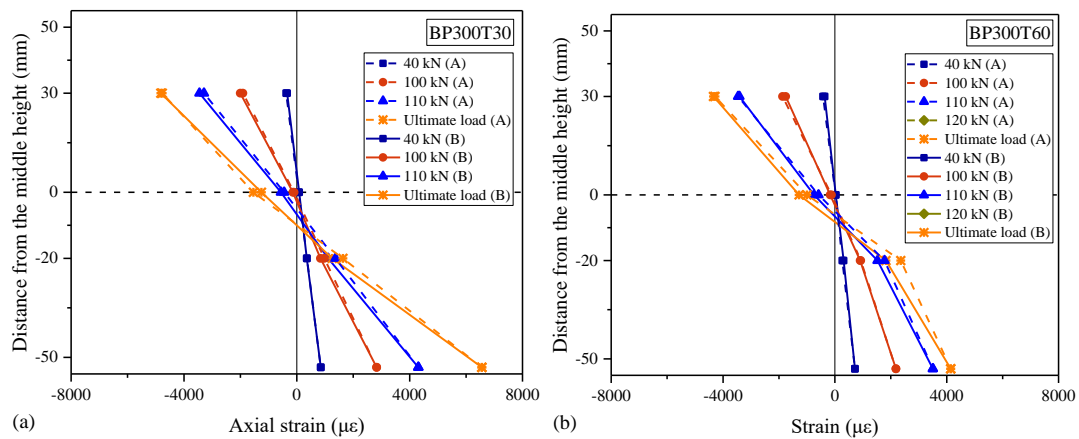 Distance from the middle height (mm)
50
30
0
-20
-50
BP300T30
40 kN (A)
100 kN (A)
110 kN (A)
Ultimate load (A)
40 kN (B)
100 kN (B)
110 kN (B)
Ultimate load (B)
-8000 -4000 0 4000 8000
(a) Axial strain (με)
Distance from the middle height (mm)
50
30
0
-20
-50
BP300T60
40 kN (A)
100 kN (A)
110 kN (A)
120 kN (A)
Ultimate load (A)
40 kN (B)
100 kN (B)
110 kN (B)
120 kN (B)
Ultimate load (B)
-8000 -4000 0 4000 8000
(b) Strain (με)